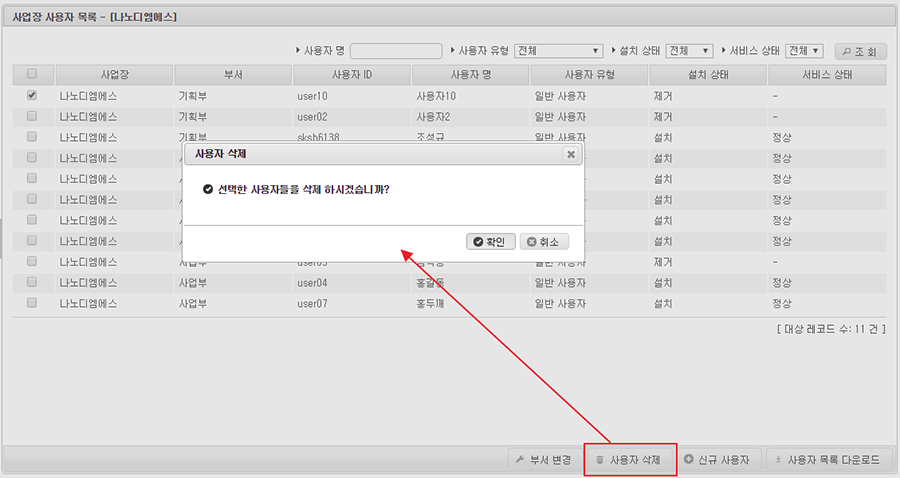 사업장 사용자 목록 - [나노디엠에스]
사용자 명 사용자 유형 전체 설치 상태 전체 서비스 상태 전체 조 회
사업장 부서 사용자 ID 사용자 명 사용자 유형 설치 상태 서비스 상태
나노디엠에스 기획부 user10 사용자10 일반 사용자 제거 -
나노디엠에스 기획부 user02 사용자2 일반 사용자 제거 -
나노디엠에스 기획부 sksh6138 조성규 일반 사용자 설치 정상
나노디엠에스 설치 정상
사용자 삭제
나노디엠에스 설치 정상
선택한 사용자들을 삭제 하시겠습니까?
나노디엠에스 설치 정상
나노디엠에스 설치 정상
나노디엠에스 설치 정상
확인 취소
나노디엠에스 일반 사용자 제거 -
나노디엠에스 사업부 user04 홍길동 일반 사용자 설치 정상
나노디엠에스 사업부 user07 홍두깨 일반 사용자 설치 정상
[ 대상 레코드 수: 11 건 ]
부서 변경 사용자 삭제 신규 사용자 사용자 목록 다운로드